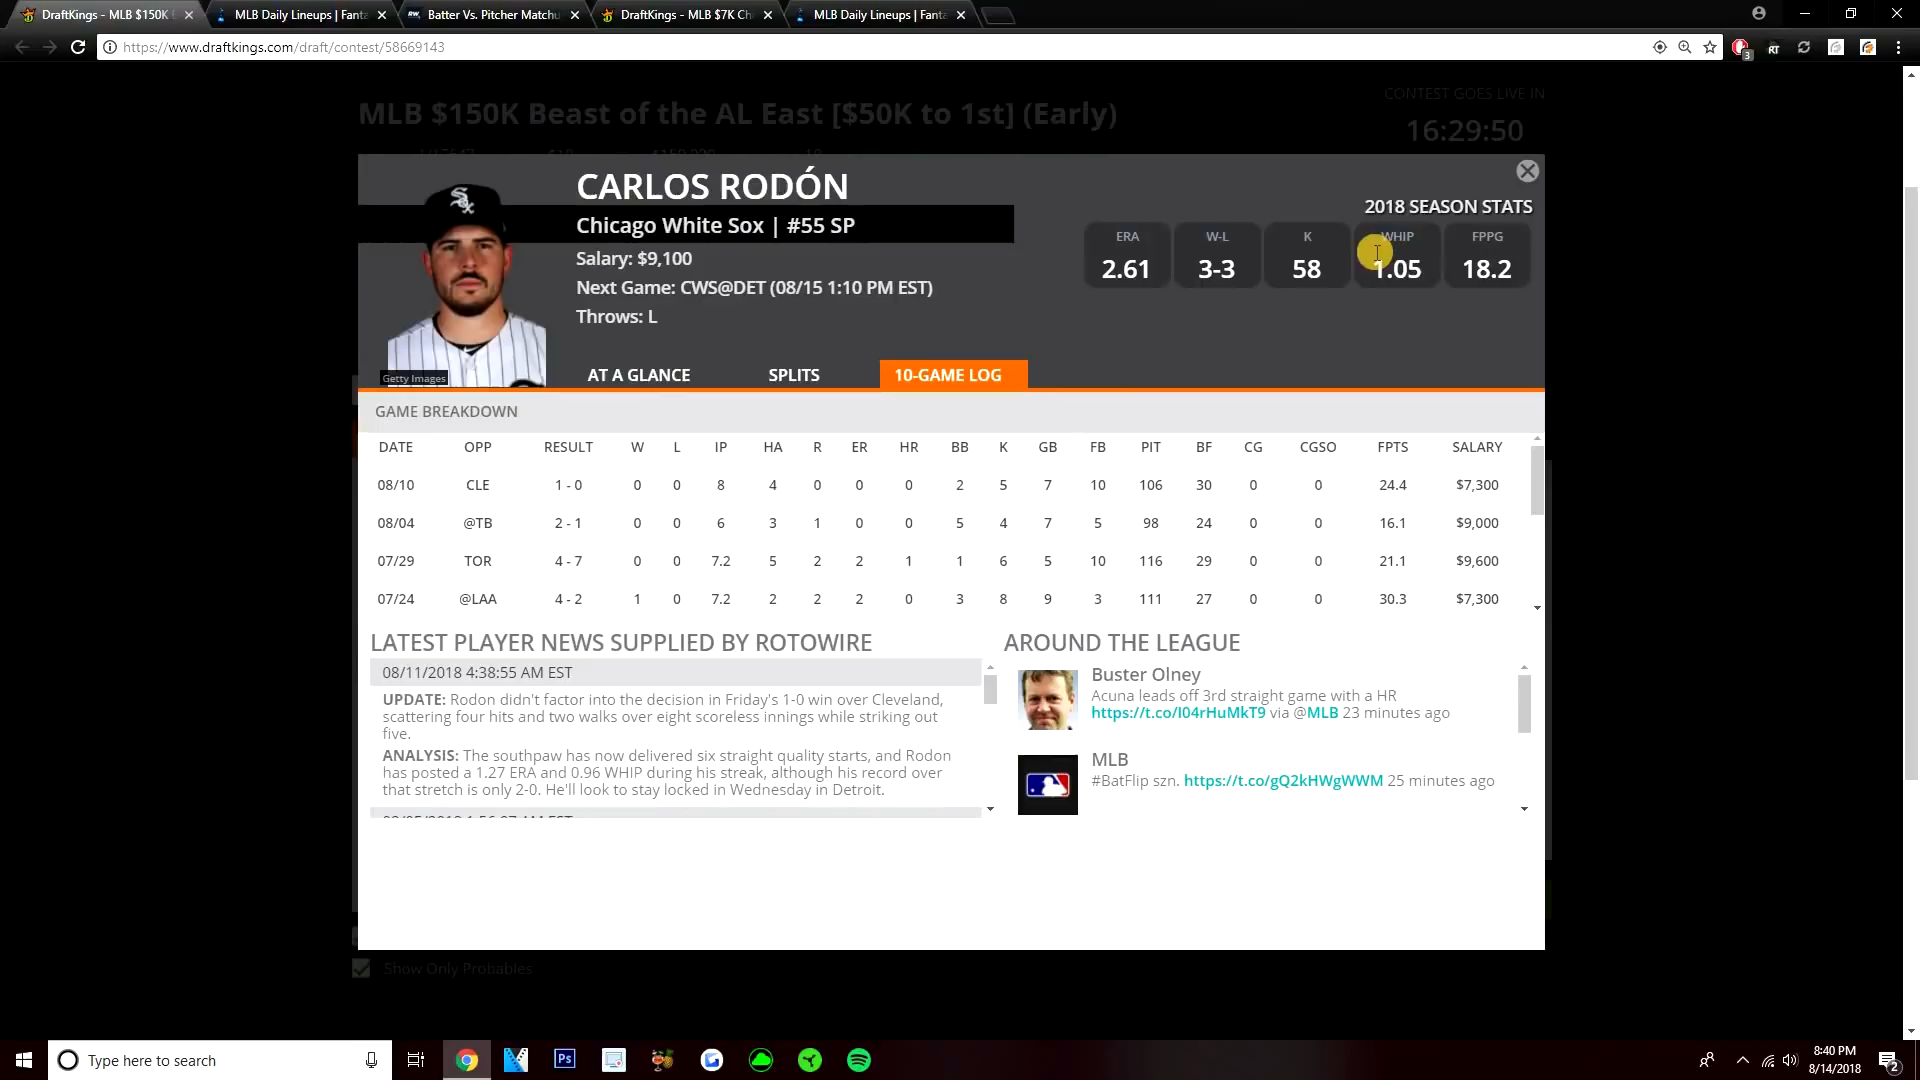 DraftKings - MLB $150K
MLB Daily Lineups | Fanta
Batter Vs. Pitcher Matchu
DraftKings - MLB $7K Ch
MLB Daily Lineups | Fanta
https://www.draftkings.com/draft/contest/58669143
3
RT
MLB $150K Beast of the AL East [$50K to 1st] (Early)
CONTEST GOES LIVE IN
16:29:50
CARLOS RODÓN
Chicago White Sox | #55 SP
Salary: $9,100
Next Game: CWS@DET (08/15 1:10 PM EST)
Throws: L
Getty Images
2018 SEASON STATS
ERA W-L K WHIP FPPG
2.61 3-3 58 1.05 18.2
AT A GLANCE SPLITS 10-GAME LOG
GAME BREAKDOWN
DATE OPP RESULT W L IP HA R ER HR BB K GB FB PIT BF CG CGSO FPTS SALARY
08/10 CLE 1 - 0 0 0 8 4 0 0 0 2 5 7 10 106 30 0 0 24.4 $7,300
08/04 @TB 2 - 1 0 0 6 3 1 0 0 5 4 7 5 98 24 0 0 16.1 $9,000
07/29 TOR 4 - 7 0 0 7.2 5 2 2 1 1 6 5 10 116 29 0 0 21.1 $9,600
07/24 @LAA 4 - 2 1 0 7.2 2 2 2 0 3 8 9 3 111 27 0 0 30.3 $7,300
LATEST PLAYER NEWS SUPPLIED BY ROTOWIRE
08/11/2018 4:38:55 AM EST
UPDATE: Rodon didn't factor into the decision in Friday's 1-0 win over Cleveland,
scattering four hits and two walks over eight scoreless innings while striking out
five.
ANALYSIS: The southpaw has now delivered six straight quality starts, and Rodon
has posted a 1.27 ERA and 0.96 WHIP during his streak, although his record over
that stretch is only 2-0. He'll look to stay locked in Wednesday in Detroit.
AROUND THE LEAGUE
Buster Olney
Acuna leads off 3rd straight game with a HR
https://t.co/I04rHuMkT9 via @MLB 23 minutes ago
MLB
#BatFlip szn. https://t.co/gQ2kHWgWWM 25 minutes ago
Show Only Probables
Type here to search
Ps
8:40 PM
8/14/2018
2